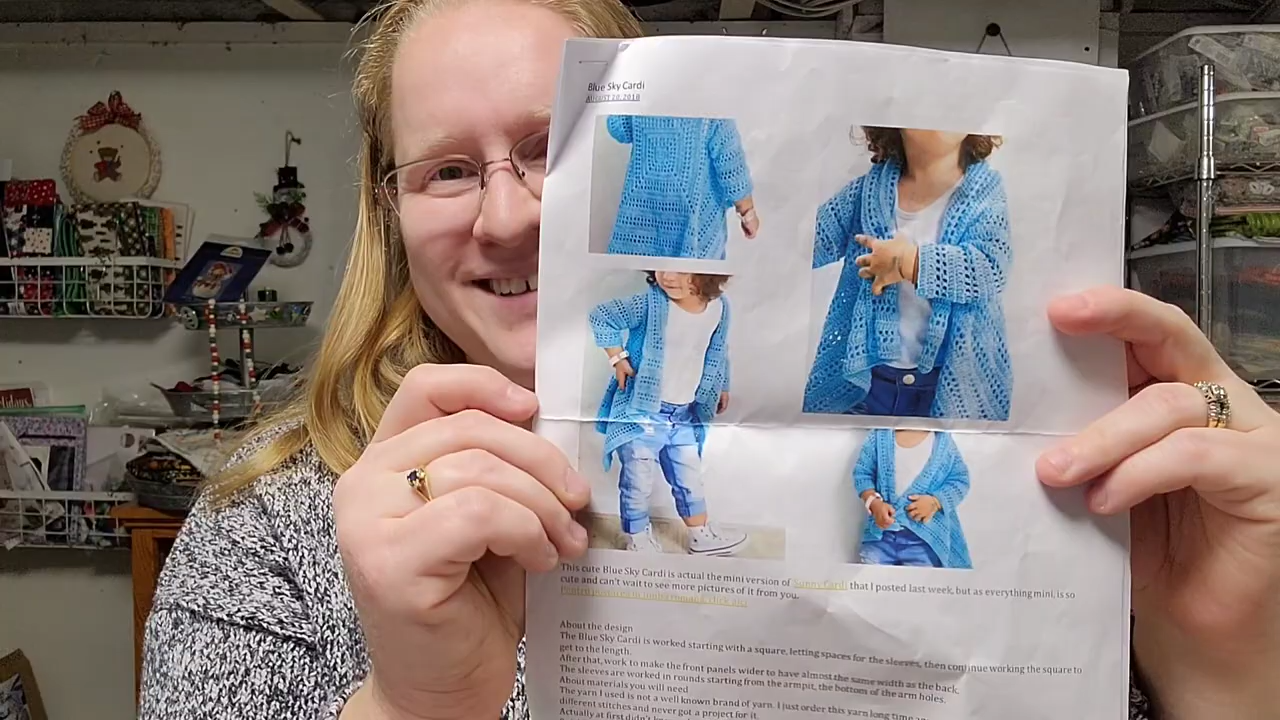 Blue Sky Cardi
AUGUST 20, 2018
This cute Blue Sky Cardi is actual the mini version of Sunny Cardi that I posted last week, but as everything mini, is so
cute and can't wait to see more pictures of it from you.
About the design
The Blue Sky Cardi is worked starting with a square, letting spaces for the sleeves, then continue working the square to
get to the length.
After that, work to make the front panels wider to have almost the same width as the back.
The sleeves are worked in rounds starting from the armpit, the bottom of the arm holes.
About materials you will need
The yarn I used is not a well known brand of yarn. I just order this yarn long time
different stitches and never got a project for it.
Actually at first didn't